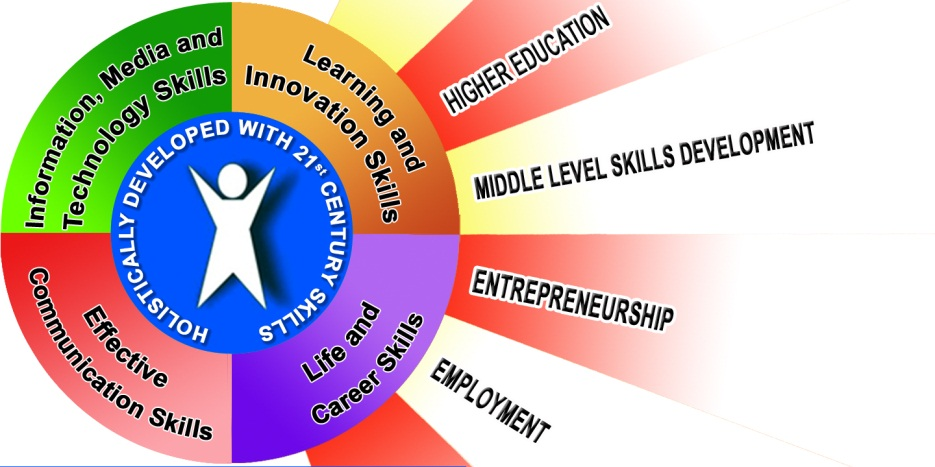 Information, Media and
Technology Skills
Learning and
Innovation Skills
HOLISTICALLY DEVELOPED WITH 21st CENTURY SKILLS
Effective
Communication Skills
Life and
Career Skills
HIGHER EDUCATION
MIDDLE LEVEL SKILLS DEVELOPMENT
ENTREPRENEURSHIP
EMPLOYMENT